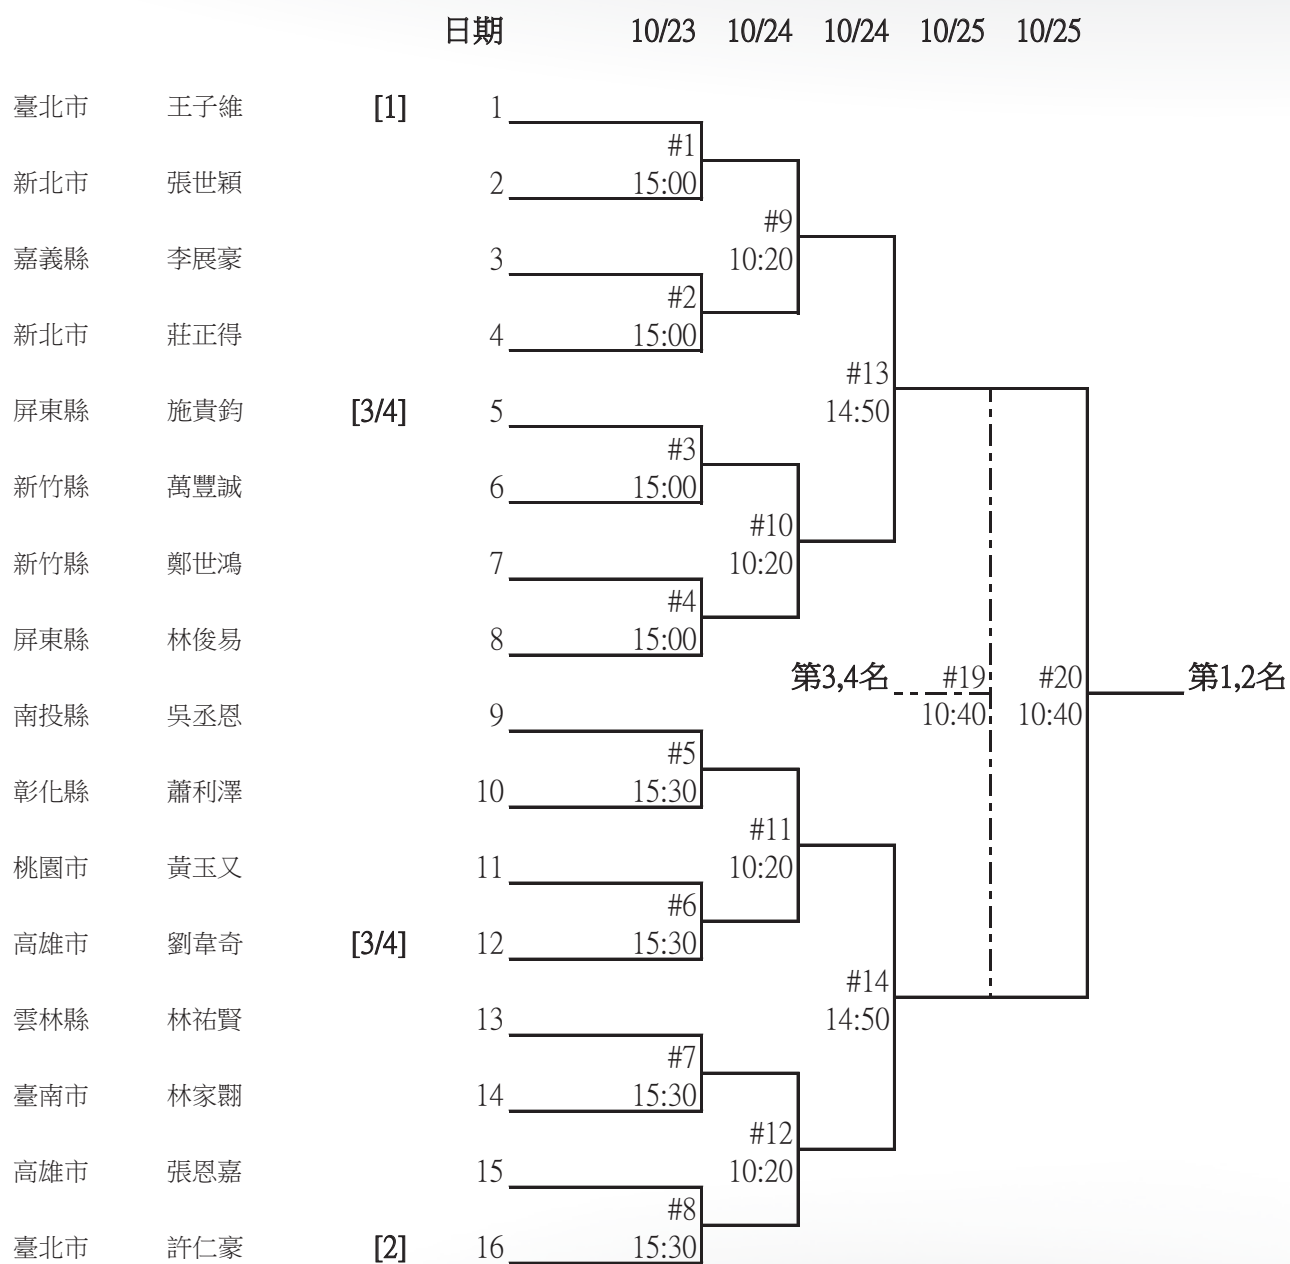 日期 10/23 10/24 10/24 10/25 10/25
臺北市 王子維 [1] 1
#1
新北市 張世穎 2 15:00
#9
嘉義縣 李展豪 3 10:20
#2
新北市 莊正得 4 15:00
#13
屏東縣 施貴鈞 [3/4] 5 14:50
#3
新竹縣 萬豐誠 6 15:00
#10
新竹縣 鄭世鴻 7 10:20
#4
屏東縣 林俊易 8 15:00
第3,4名 #19 #20 第1,2名
南投縣 吳丞恩 9 10:40 10:40
#5
彰化縣 蕭利澤 10 15:30
#11
桃園市 黃玉又 11 10:20
#6
高雄市 劉韋奇 [3/4] 12 15:30
#14
雲林縣 林祐賢 13 14:50
#7
臺南市 林家翾 14 15:30
#12
高雄市 張恩嘉 15 10:20
#8
臺北市 許仁豪 [2] 16 15:30